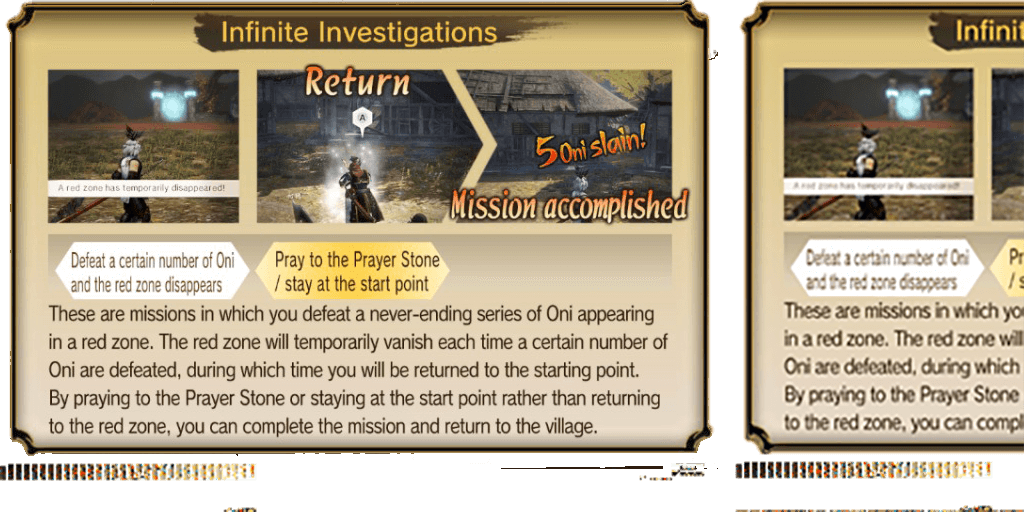 Infinite Investigations
Return
A
5 Oni slain!
A red zone has temporarily disappeared!
Mission accomplished
Defeat a certain number of Oni
and the red zone disappears
Pray to the Prayer Stone
/ stay at the start point
These are missions in which you defeat a never-ending series of Oni appearing
in a red zone. The red zone will temporarily vanish each time a certain number of
Oni are defeated, during which time you will be returned to the starting point.
By praying to the Prayer Stone or staying at the start point rather than returning
to the red zone, you can complete the mission and return to the village.
Infinit
A red zone has temporarily disappeared!
Defeat a certain number of Oni
and the red zone disappears
Pr
/ s
These are missions in which you
in a red zone. The red zone will
Oni are defeated, during which
By praying to the Prayer Stone
to the red zone, you can compl